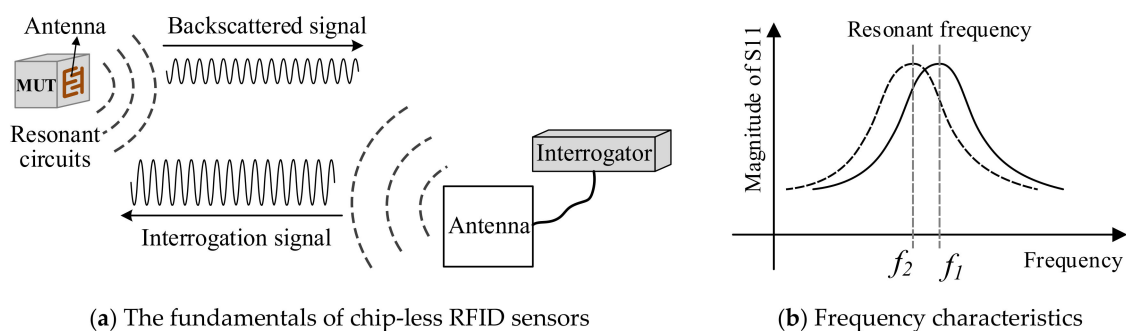 Antenna
Backscattered signal
MUT
Resonant
circuits
Interrogator
Antenna
Interrogation signal
(a) The fundamentals of chip-less RFID sensors
Resonant frequency
Magnitude of S11
f2
f1
Frequency
(b) Frequency characteristics